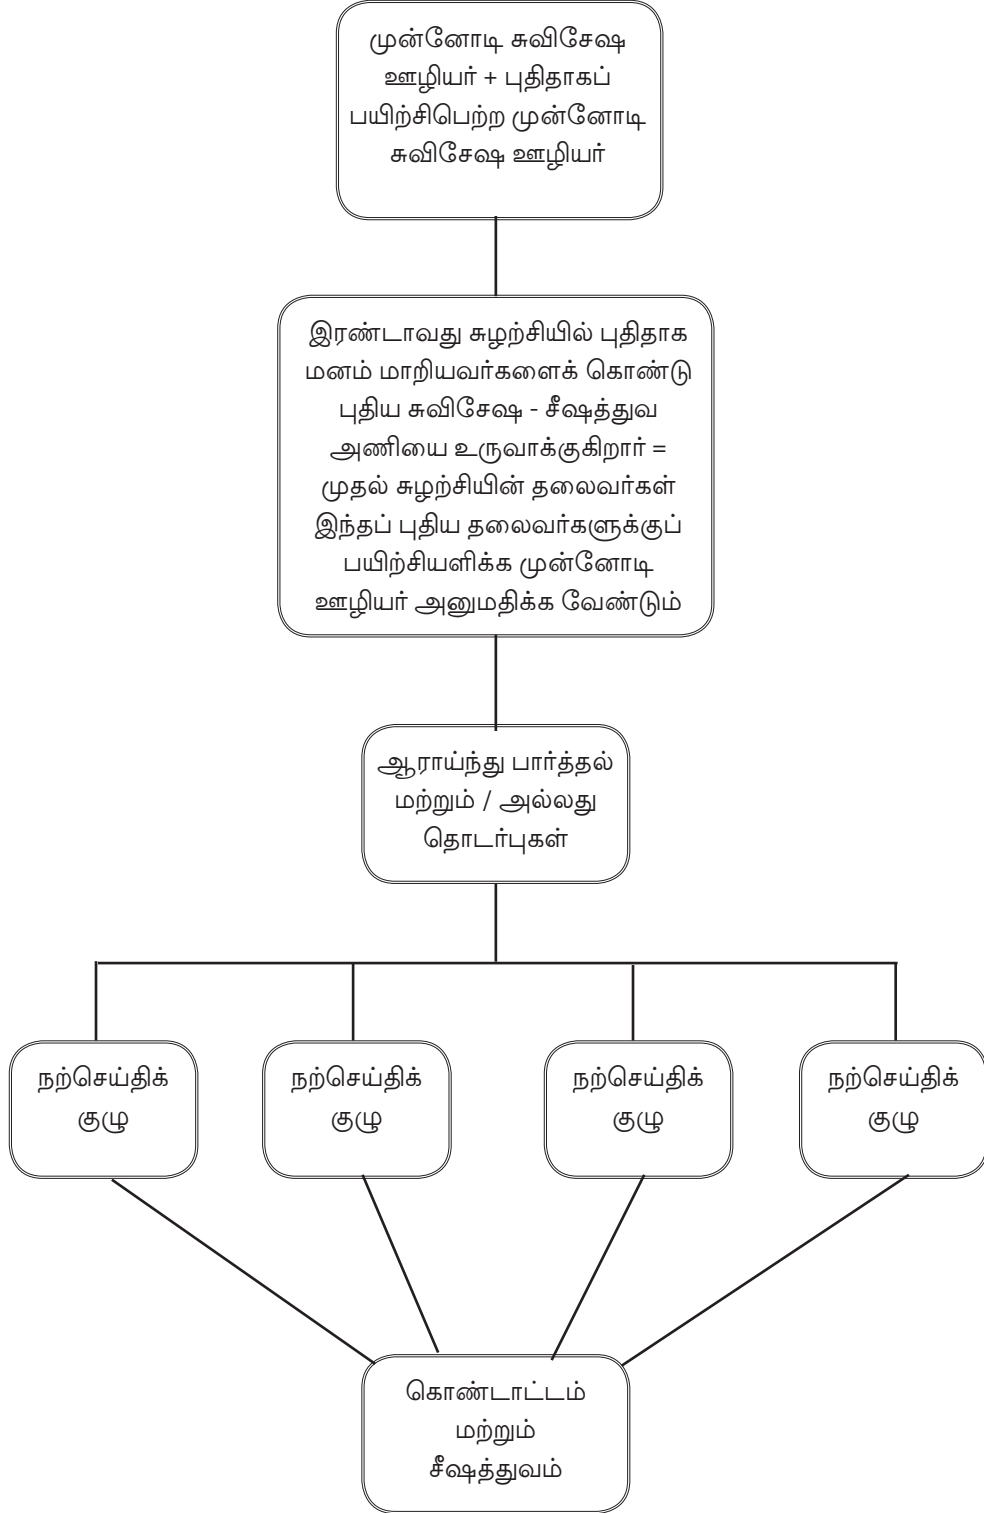 முன்னோடி சுவிசேஷ
ஊழியர் + புதிதாகப்
பயிற்சிபெற்ற முன்னோடி
சுவிசேஷ ஊழியர்
இரண்டாவது சுழற்சியில் புதிதாக
மனம் மாறியவர்களைக் கொண்டு
புதிய சுவிசேஷ - சீஷத்துவ
அணியை உருவாக்குகிறார் =
முதல் சுழற்சியின் தலைவர்கள்
இந்தப் புதிய தலைவர்களுக்குப்
பயிற்சியளிக்க முன்னோடி
ஊழியர் அனுமதிக்க வேண்டும்
ஆராய்ந்து பார்த்தல்
மற்றும் / அல்லது
தொடர்புகள்
நற்செய்திக்
குழு
நற்செய்திக்
குழு
நற்செய்திக்
குழு
நற்செய்திக்
குழு
கொண்டாட்டம்
மற்றும்
சீஷத்துவம்